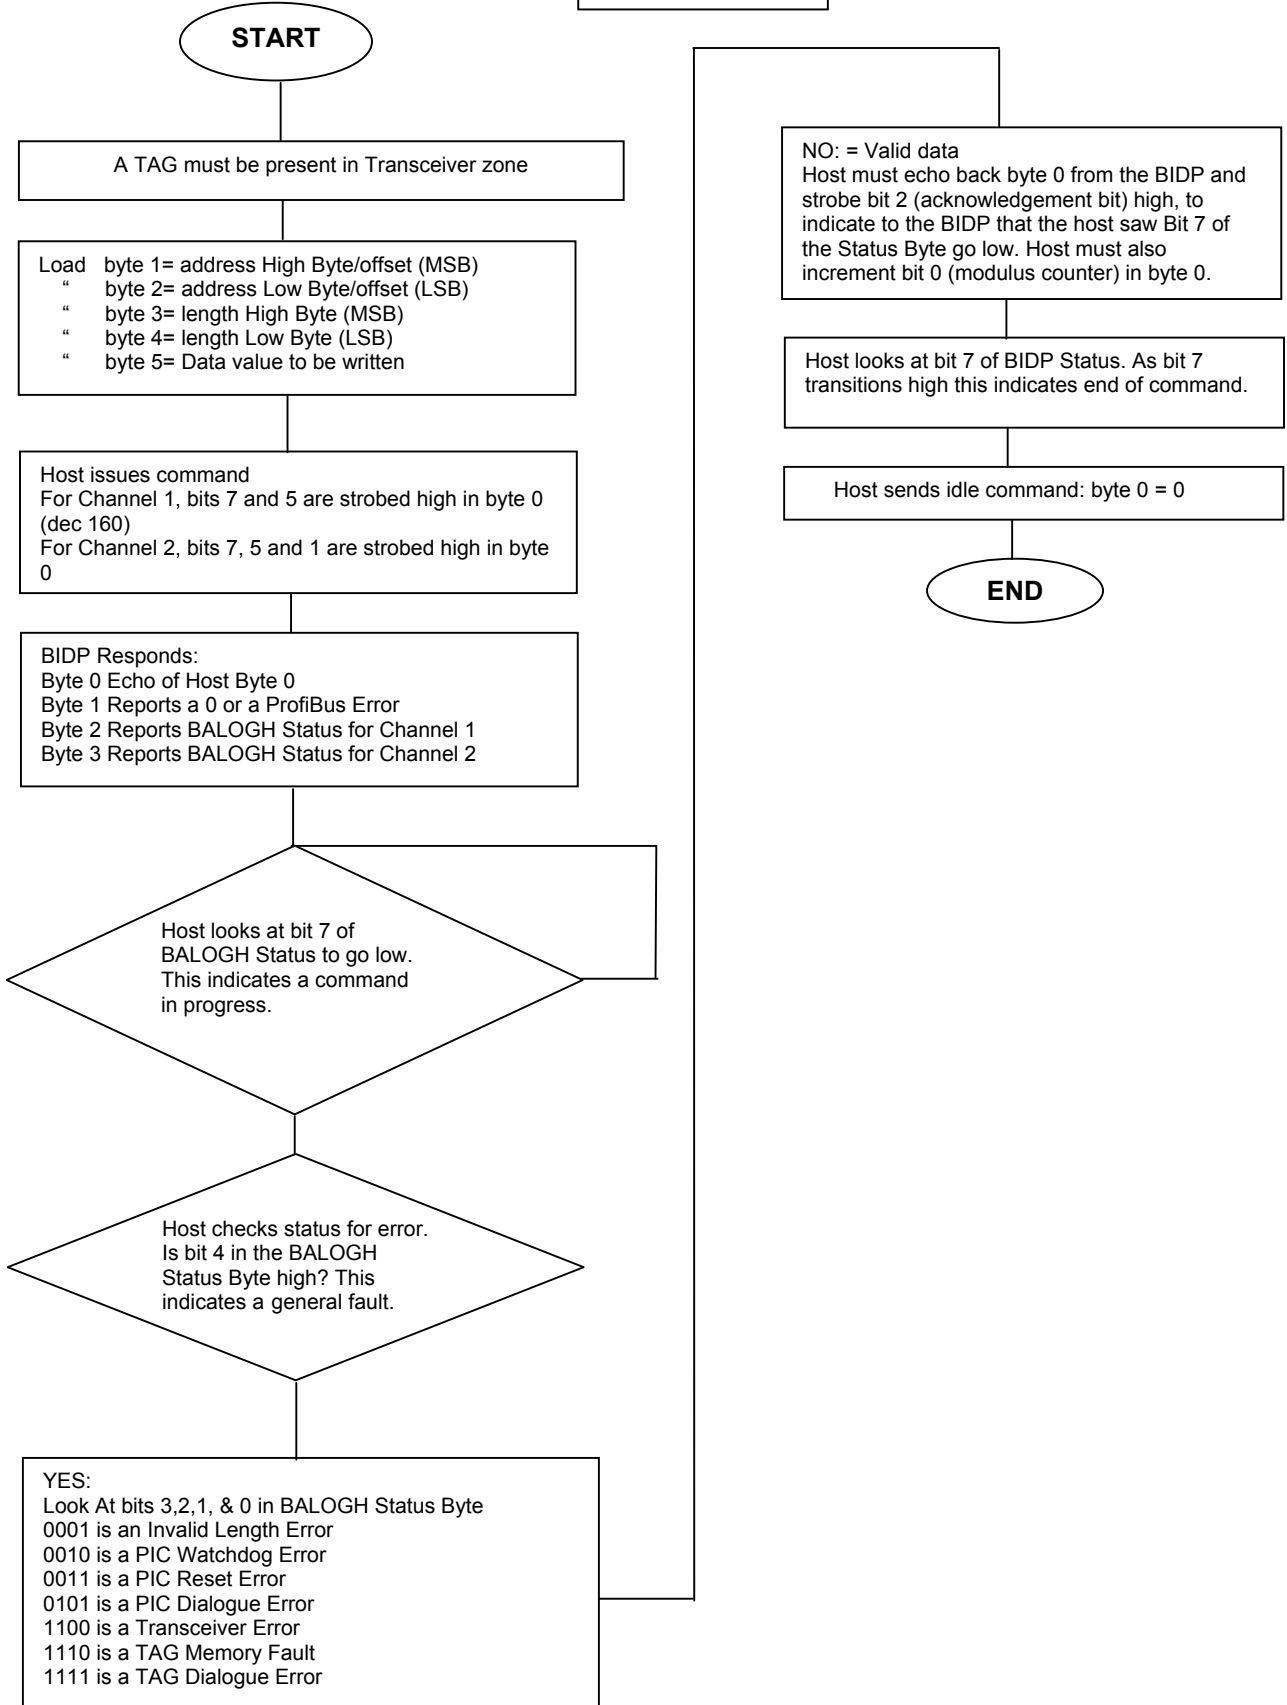 START
A TAG must be present in Transceiver zone
Load byte 1= address High Byte/offset (MSB)
“ byte 2= address Low Byte/offset (LSB)
“ byte 3= length High Byte (MSB)
“ byte 4= length Low Byte (LSB)
“ byte 5= Data value to be written
Host issues command
For Channel 1, bits 7 and 5 are strobed high in byte 0
(dec 160)
For Channel 2, bits 7, 5 and 1 are strobed high in byte
0
BIDP Responds:
Byte 0 Echo of Host Byte 0
Byte 1 Reports a 0 or a ProfiBus Error
Byte 2 Reports BALOGH Status for Channel 1
Byte 3 Reports BALOGH Status for Channel 2
Host looks at bit 7 of
BALOGH Status to go low.
This indicates a command
in progress.
Host checks status for error.
Is bit 4 in the BALOGH
Status Byte high? This
indicates a general fault.
YES:
Look At bits 3,2,1, & 0 in BALOGH Status Byte
0001 is an Invalid Length Error
0010 is a PIC Watchdog Error
0011 is a PIC Reset Error
0101 is a PIC Dialogue Error
1100 is a Transceiver Error
1110 is a TAG Memory Fault
1111 is a TAG Dialogue Error
NO: = Valid data
Host must echo back byte 0 from the BIDP and
strobe bit 2 (acknowledgement bit) high, to
indicate to the BIDP that the host saw Bit 7 of
the Status Byte go low. Host must also
increment bit 0 (modulus counter) in byte 0.
Host looks at bit 7 of BIDP Status. As bit 7
transitions high this indicates end of command.
Host sends idle command: byte 0 = 0
END